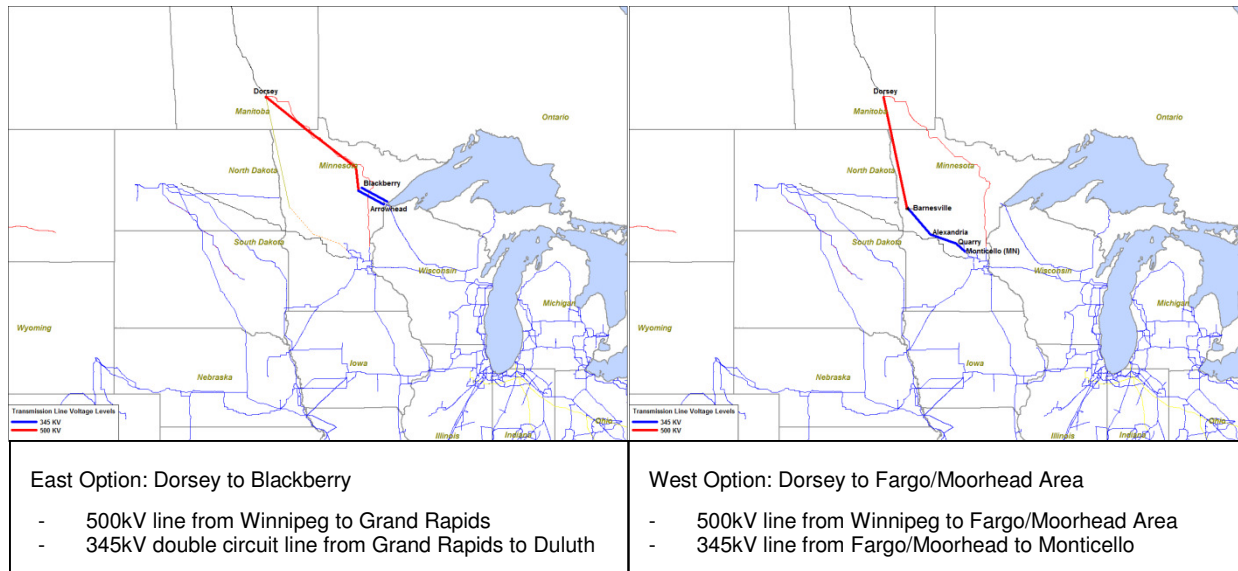 Dorsey
Manitoba
Ontario
North Dakota
Minnesota
Blackberry
Arrowhead
South Dakota
Wisconsin
Michigan
Wyoming
Iowa
Nebraska
Illinois
Indiana
Ohio
Transmission Line Voltage Levels
345 KV
500 KV
Dorsey
Manitoba
Ontario
Minnesota
North Dakota
Barnesville
Alexandria
South Dakota
Quarry
Monticello (MN)
Wisconsin
Michigan
Wyoming
Iowa
Nebraska
Illinois
Indiana
Ohio
Transmission Line Voltage Levels
345 KV
500 KV
East Option: Dorsey to Blackberry
- 500kV line from Winnipeg to Grand Rapids
- 345kV double circuit line from Grand Rapids to Duluth
West Option: Dorsey to Fargo/Moorhead Area
- 500kV line from Winnipeg to Fargo/Moorhead Area
- 345kV line from Fargo/Moorhead to Monticello